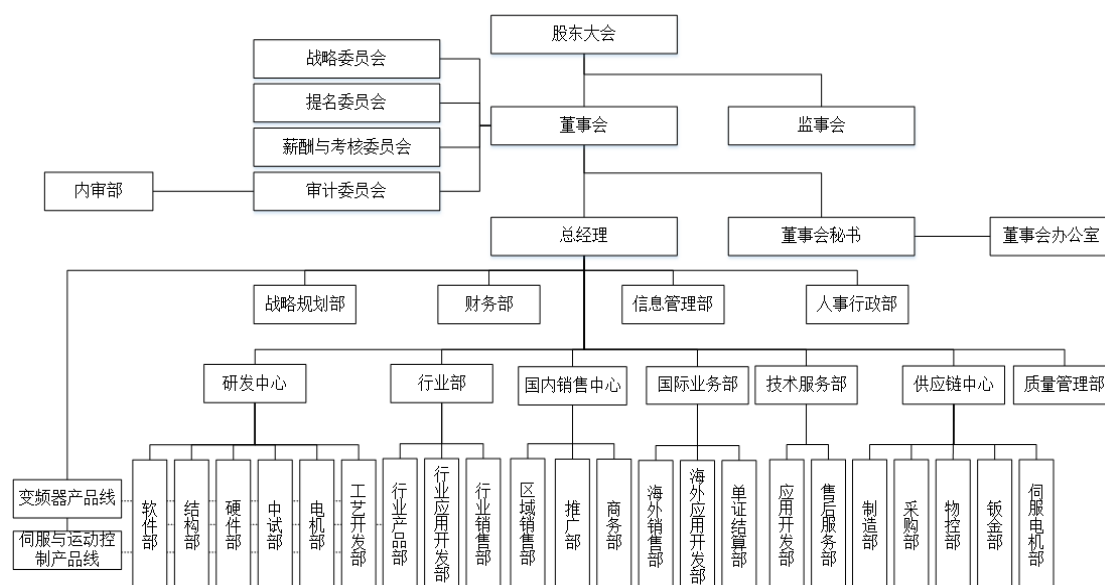 股东大会
战略委员会
提名委员会
董事会
监事会
薪酬与考核委员会
内审部
审计委员会
总经理
董事会秘书
董事会办公室
战略规划部
财务部
信息管理部
人事行政部
研发中心
行业部
国内销售中心
国际业务部
技术服务部
供应链中心
质量管理部
变频器产品线
伺服与运动控
制产品线
软件部
结构部
硬件部
中试部
电机部
工艺开发部
行业产品部
行业应用开发部
行业销售部
区域销售部
推广部
商务部
海外销售部
海外应用开发部
单证结算部
应用开发部
售后服务部
制造部
采购部
物控部
钣金部
伺服电机部